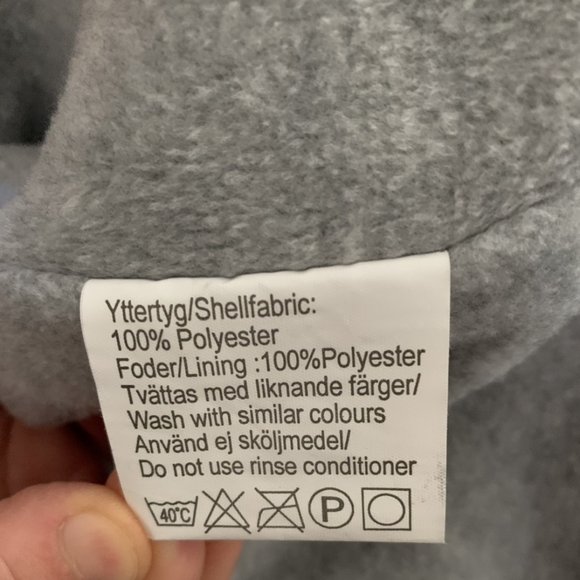 Yttertyg/Shellfabric:
100% Polyester
Foder/Lining :100%Polyester
Tvättas med liknande färger/
Wash with similar colours
Använd ej sköljmedel/
Do not use rinse conditioner
40°C P